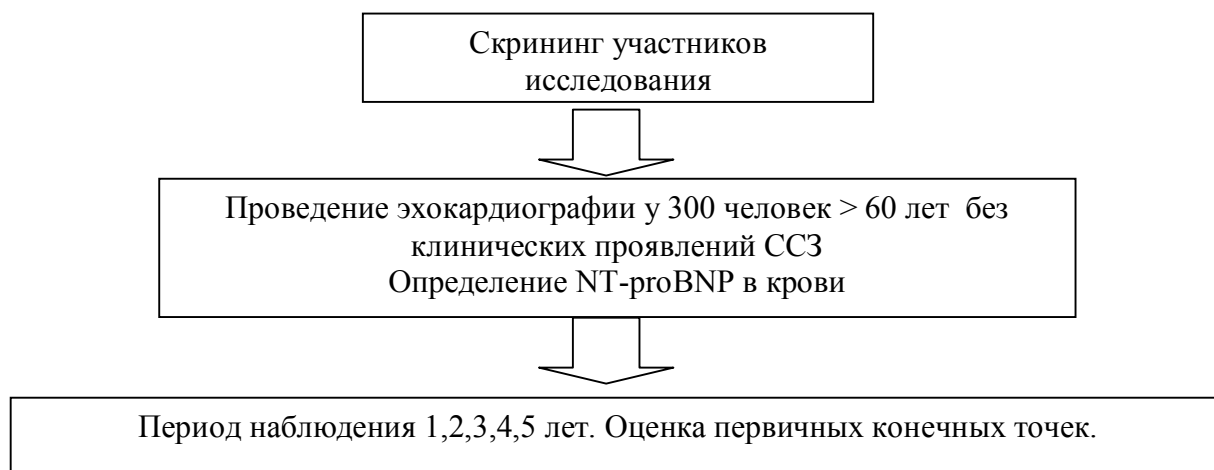 Скрининг участников
исследования
Проведение эхокардиографии у 300 человек > 60 лет без
клинических проявлений ССЗ
Определение NT-proBNP в крови
Период наблюдения 1,2,3,4,5 лет. Оценка первичных конечных точек.